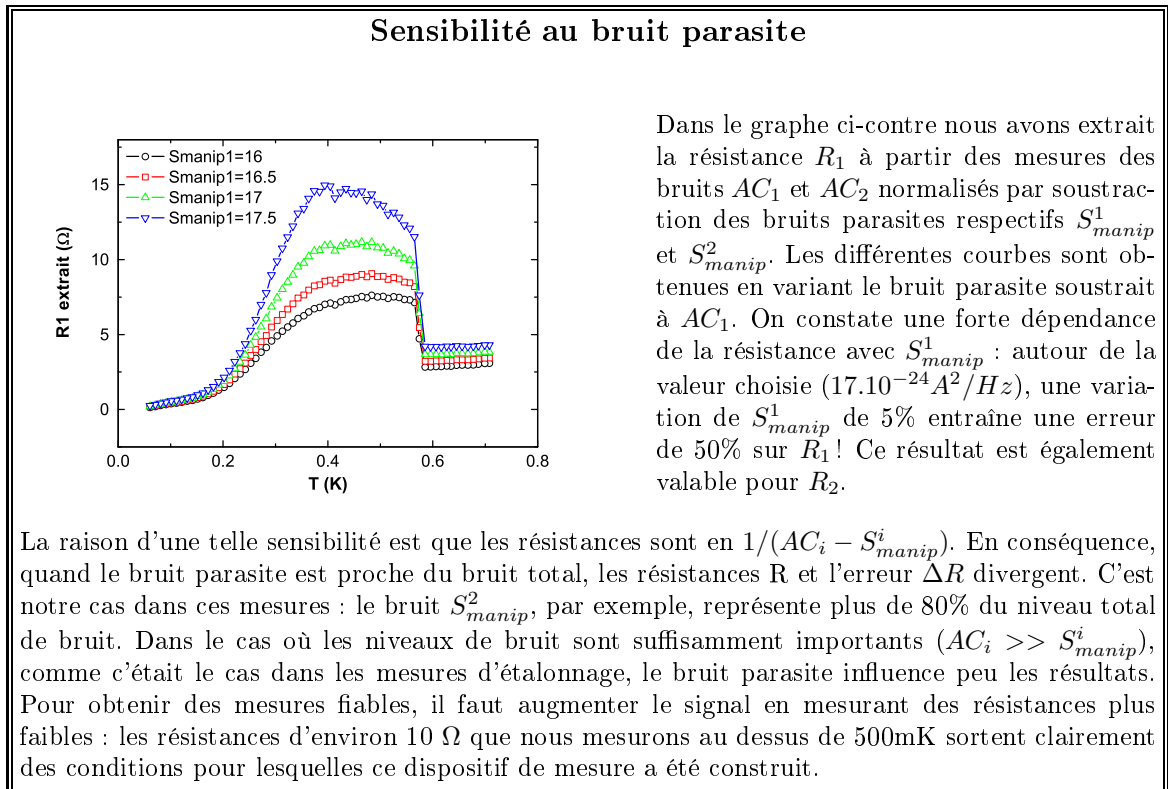 Sensibilité au bruit parasite
Smanip1=16
Smanip1=16.5
Smanip1=17
Smanip1=17.5
15
10
5
0
R1 extrait (Ω)
0.0 0.2 0.4 0.6 0.8
T (K)
Dans le graphe ci-contre nous avons extrait
la résistance R₁ à partir des mesures des
bruits AC₁ et AC₂ normalisés par soustrac-
tion des bruits parasites respectifs S¹manip
et S²manip. Les différentes courbes sont ob-
tenues en variant le bruit parasite soustrait
à AC₁. On constate une forte dépendance
de la résistance avec S¹manip : autour de la
valeur choisie (17.10⁻²⁴A²/Hz), une varia-
tion de S¹manip de 5% entraîne une erreur
de 50% sur R₁! Ce résultat est également
valable pour R₂.
La raison d'une telle sensibilité est que les résistances sont en 1/(ACᵢ − Sⁱmanip). En conséquence,
quand le bruit parasite est proche du bruit total, les résistances R et l'erreur ΔR divergent. C'est
notre cas dans ces mesures : le bruit S²manip, par exemple, représente plus de 80% du niveau total
de bruit. Dans le cas où les niveaux de bruit sont suffisamment importants (ACᵢ >> Sⁱmanip),
comme c'était le cas dans les mesures d'étalonnage, le bruit parasite influence peu les résultats.
Pour obtenir des mesures fiables, il faut augmenter le signal en mesurant des résistances plus
faibles : les résistances d'environ 10 Ω que nous mesurons au dessus de 500mK sortent clairement
des conditions pour lesquelles ce dispositif de mesure a été construit.